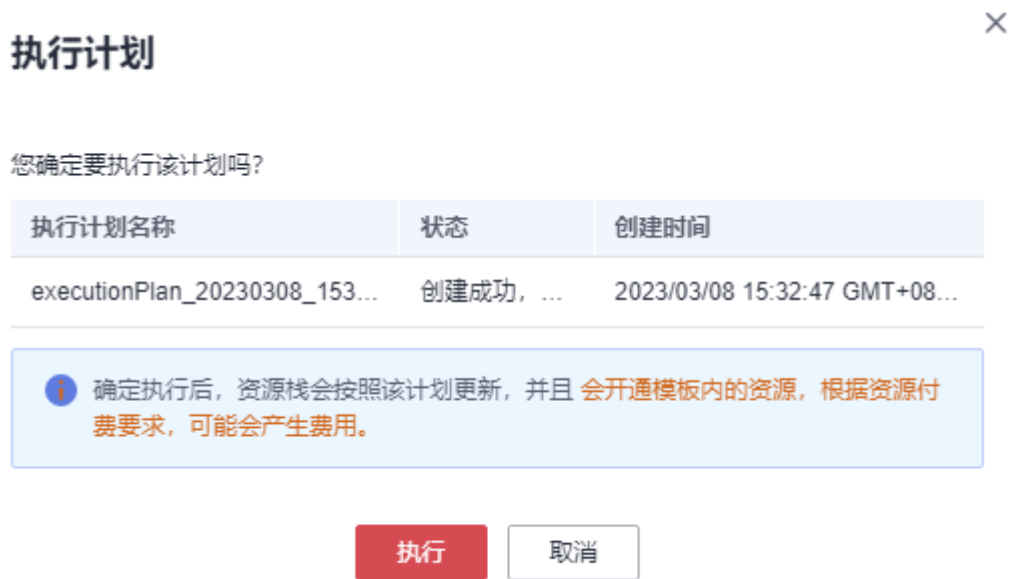 执行计划
您确定要执行该计划吗?
执行计划名称 状态 创建时间
executionPlan_20230308_153... 创建成功，... 2023/03/08 15:32:47 GMT+08...
确定执行后，资源栈会按照该计划更新，并且 会开通模板内的资源，根据资源付
费要求，可能会产生费用。
执行 取消